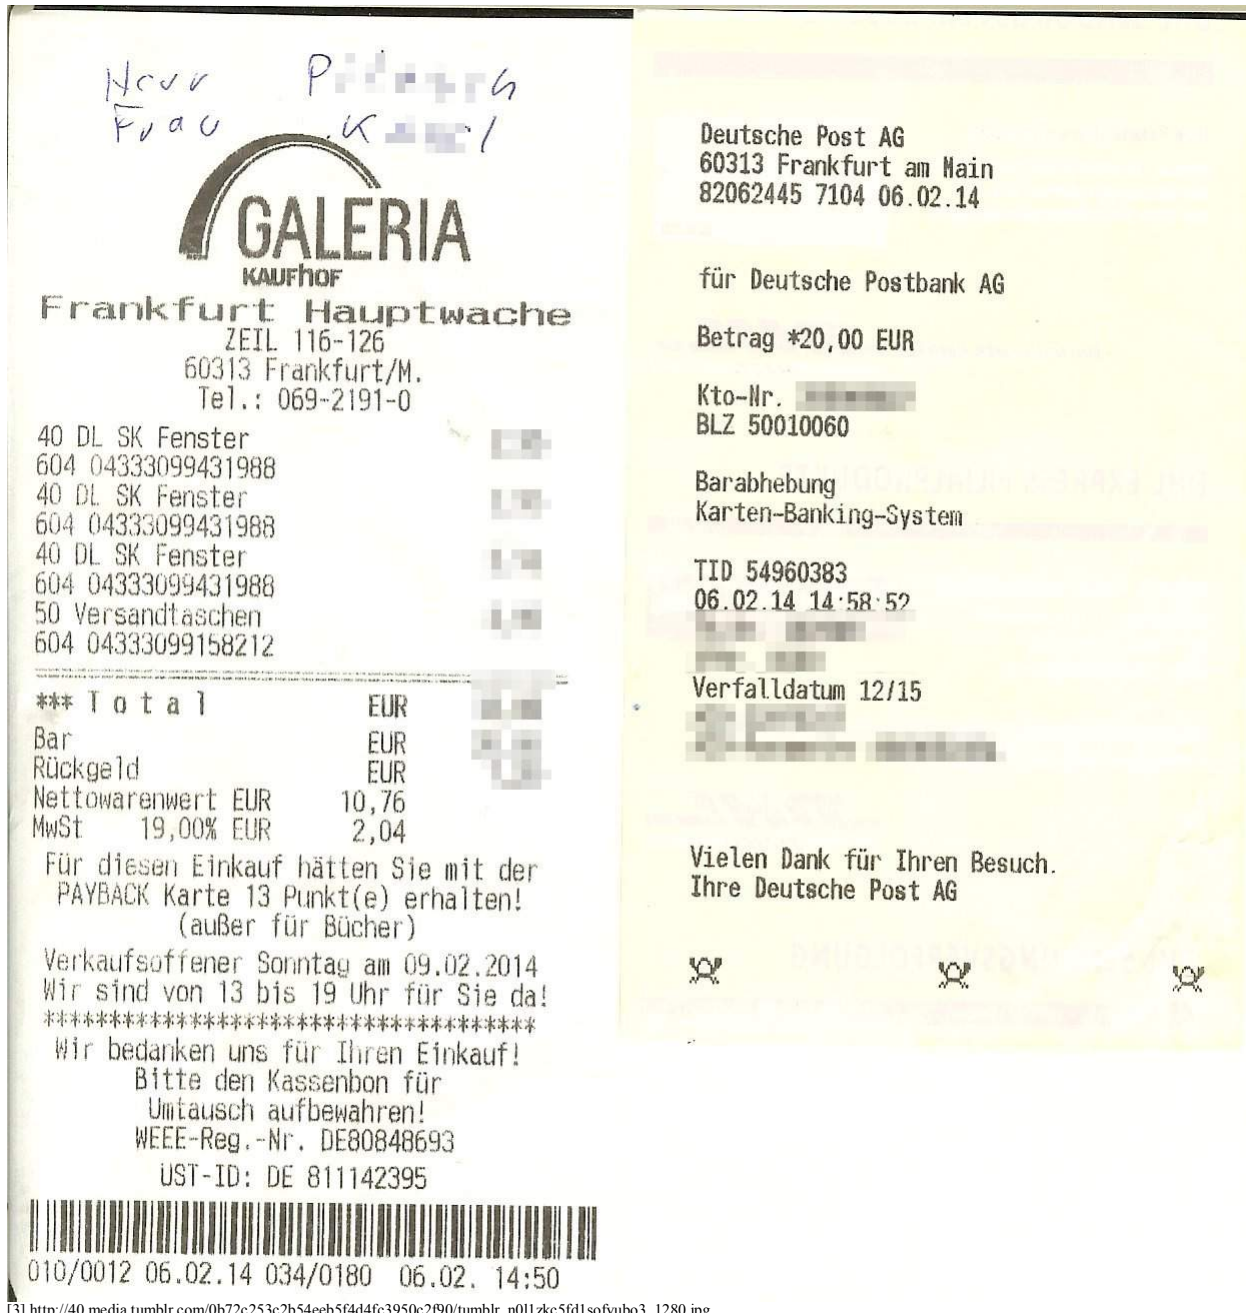 Herr
Frau
GALERIA
KAUFHOF
Frankfurt Hauptwache
ZEIL 116-126
60313 Frankfurt/M.
Tel.: 069-2191-0
40 DL SK Fenster
604 04333099431988
40 DL SK Fenster
604 04333099431988
40 DL SK Fenster
604 04333099431988
50 Versandtaschen
604 04333099158212
*** Total EUR
Bar EUR
Rückgeld EUR
Nettowarenwert EUR 10,76
MwSt 19,00% EUR 2,04
Für diesen Einkauf hätten Sie mit der
PAYBACK Karte 13 Punkt(e) erhalten!
(außer für Bücher)
Verkaufsoffener Sonntag am 09.02.2014
Wir sind von 13 bis 19 Uhr für Sie da!
**************************************
Wir bedanken uns für Ihren Einkauf!
Bitte den Kassenbon für
Umtausch aufbewahren!
WEEE-Reg.-Nr. DE80848693
UST-ID: DE 811142395
010/0012 06.02.14 034/0180 06.02. 14:50
Deutsche Post AG
60313 Frankfurt am Main
82062445 7104 06.02.14
für Deutsche Postbank AG
Betrag *20,00 EUR
Kto-Nr.
BLZ 50010060
Barabhebung
Karten-Banking-System
TID 54960383
06.02.14 14:58:52
Verfalldatum 12/15
Vielen Dank für Ihren Besuch.
Ihre Deutsche Post AG